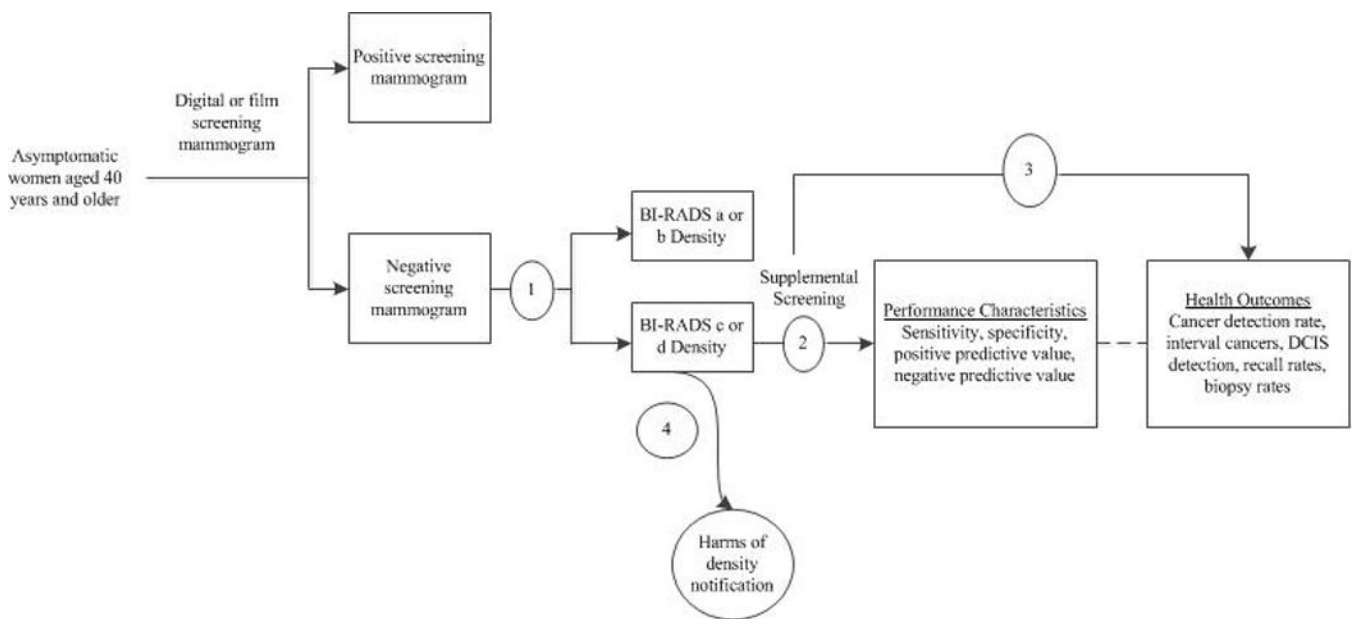 Positive screening
mammogram
Digital or film
screening
mammogram
Asymptomatic
women aged 40
years and older
Negative
screening
mammogram
1
BI-RADS a or
b Density
BI-RADS c or
d Density
Supplemental
Screening
2
3
Performance Characteristics
Sensitivity, specificity,
positive predictive value,
negative predictive value
Health Outcomes
Cancer detection rate,
interval cancers, DCIS
detection, recall rates,
biopsy rates
4
Harms of
density
notification